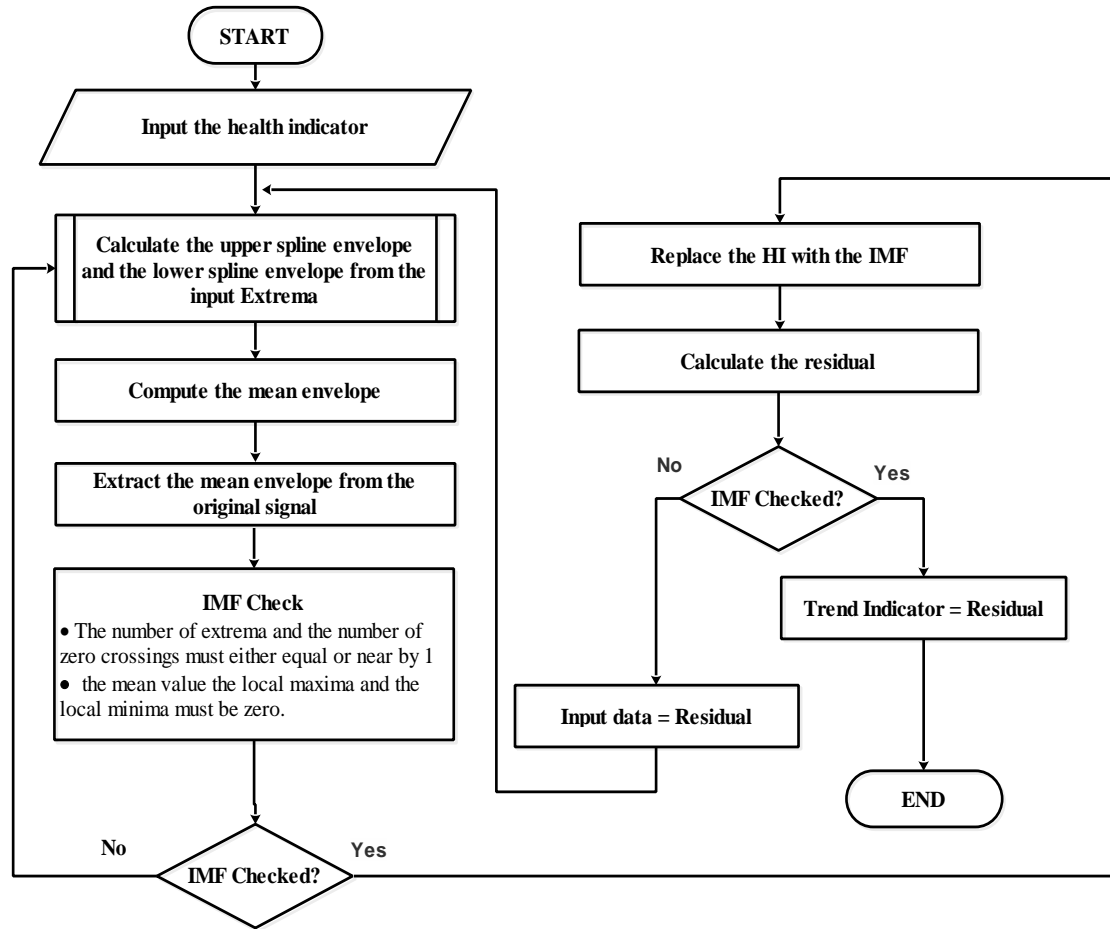 START
Input the health indicator
Calculate the upper spline envelope
and the lower spline envelope from the
input Extrema
Compute the mean envelope
Extract the mean envelope from the
original signal
IMF Check
• The number of extrema and the number of
zero crossings must either equal or near by 1
• the mean value the local maxima and the
local minima must be zero.
No
IMF Checked?
Yes
Replace the HI with the IMF
Calculate the residual
No
IMF Checked?
Yes
Input data = Residual
Trend Indicator = Residual
END